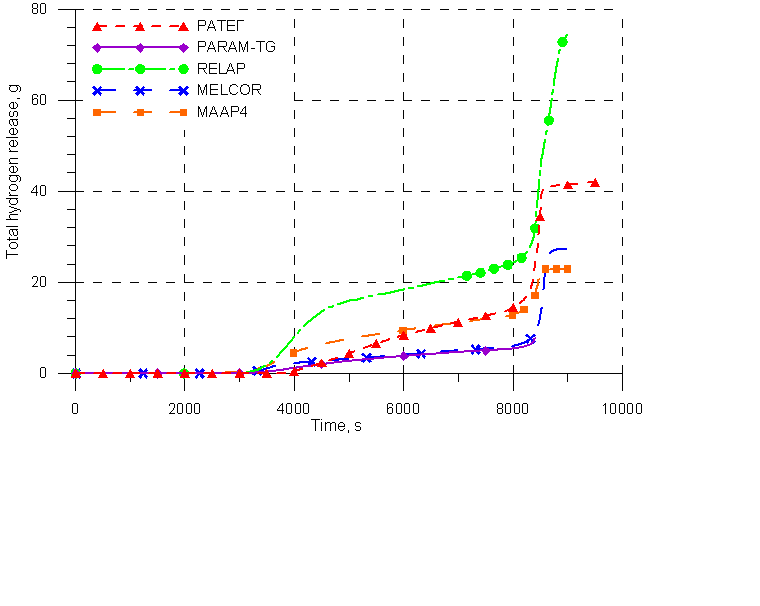 80
60
40
20
0
Total hydrogen release, g
РАТЕГ
PARAM-TG
RELAP
MELCOR
MAAP4
0 2000 4000 6000 8000 10000
Time, s